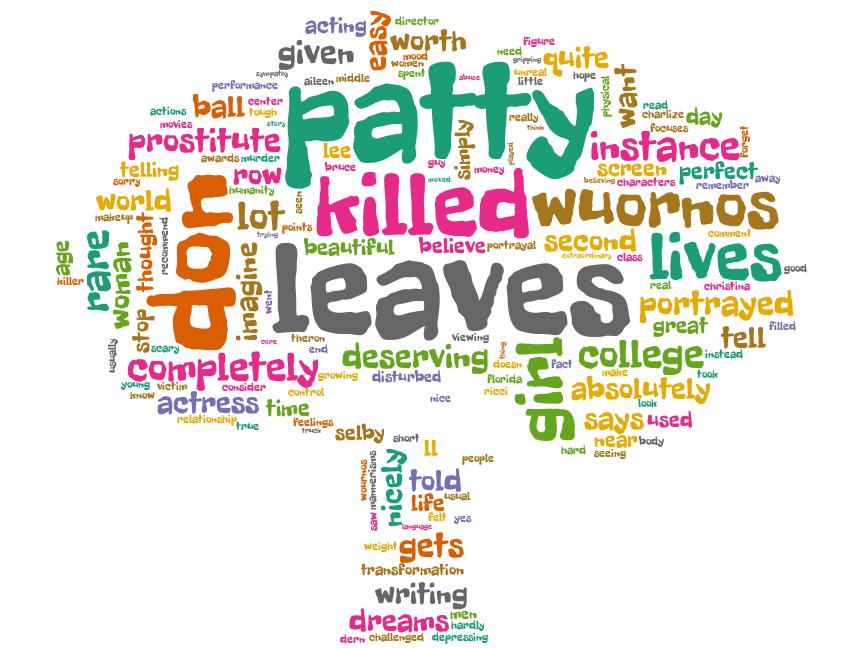 acting easy director
given worth
mood women
need figure
gripping
quite
sympathy aileen middle spent
abuse unreal little hope
physical want
performance
patty
actions ball center tough
movies story
really think
read charlize day
focuses
prostitute
lee simply played
instance forget
awards murder bruce guy money
screen perfect
telling sorry row
moved
believing characters remember away
humanity
world
killed wuornos
makeup thought recommend don lot seen points
trying
comment
age killer rare woman
beautiful believe portrayal second
extraordinary class
lives good
stop imagine went
leaves
real christina
portrayed
great tell filled
usually scary
core theron end
viewing
deserving
thing doesn
girl fact college instead
completely
growing disturbed
florida ricci
make took
young victim consider control
know
nice
absolutely
look
actress time
relationship true
feelings truck
says used
selby short
near body
hard seeing
ll people
wournos mannerisms saw nicely
told
life usual
felt yes
language
weight gets
transformation
writing
dreams men
hardly
dern challenged depressing